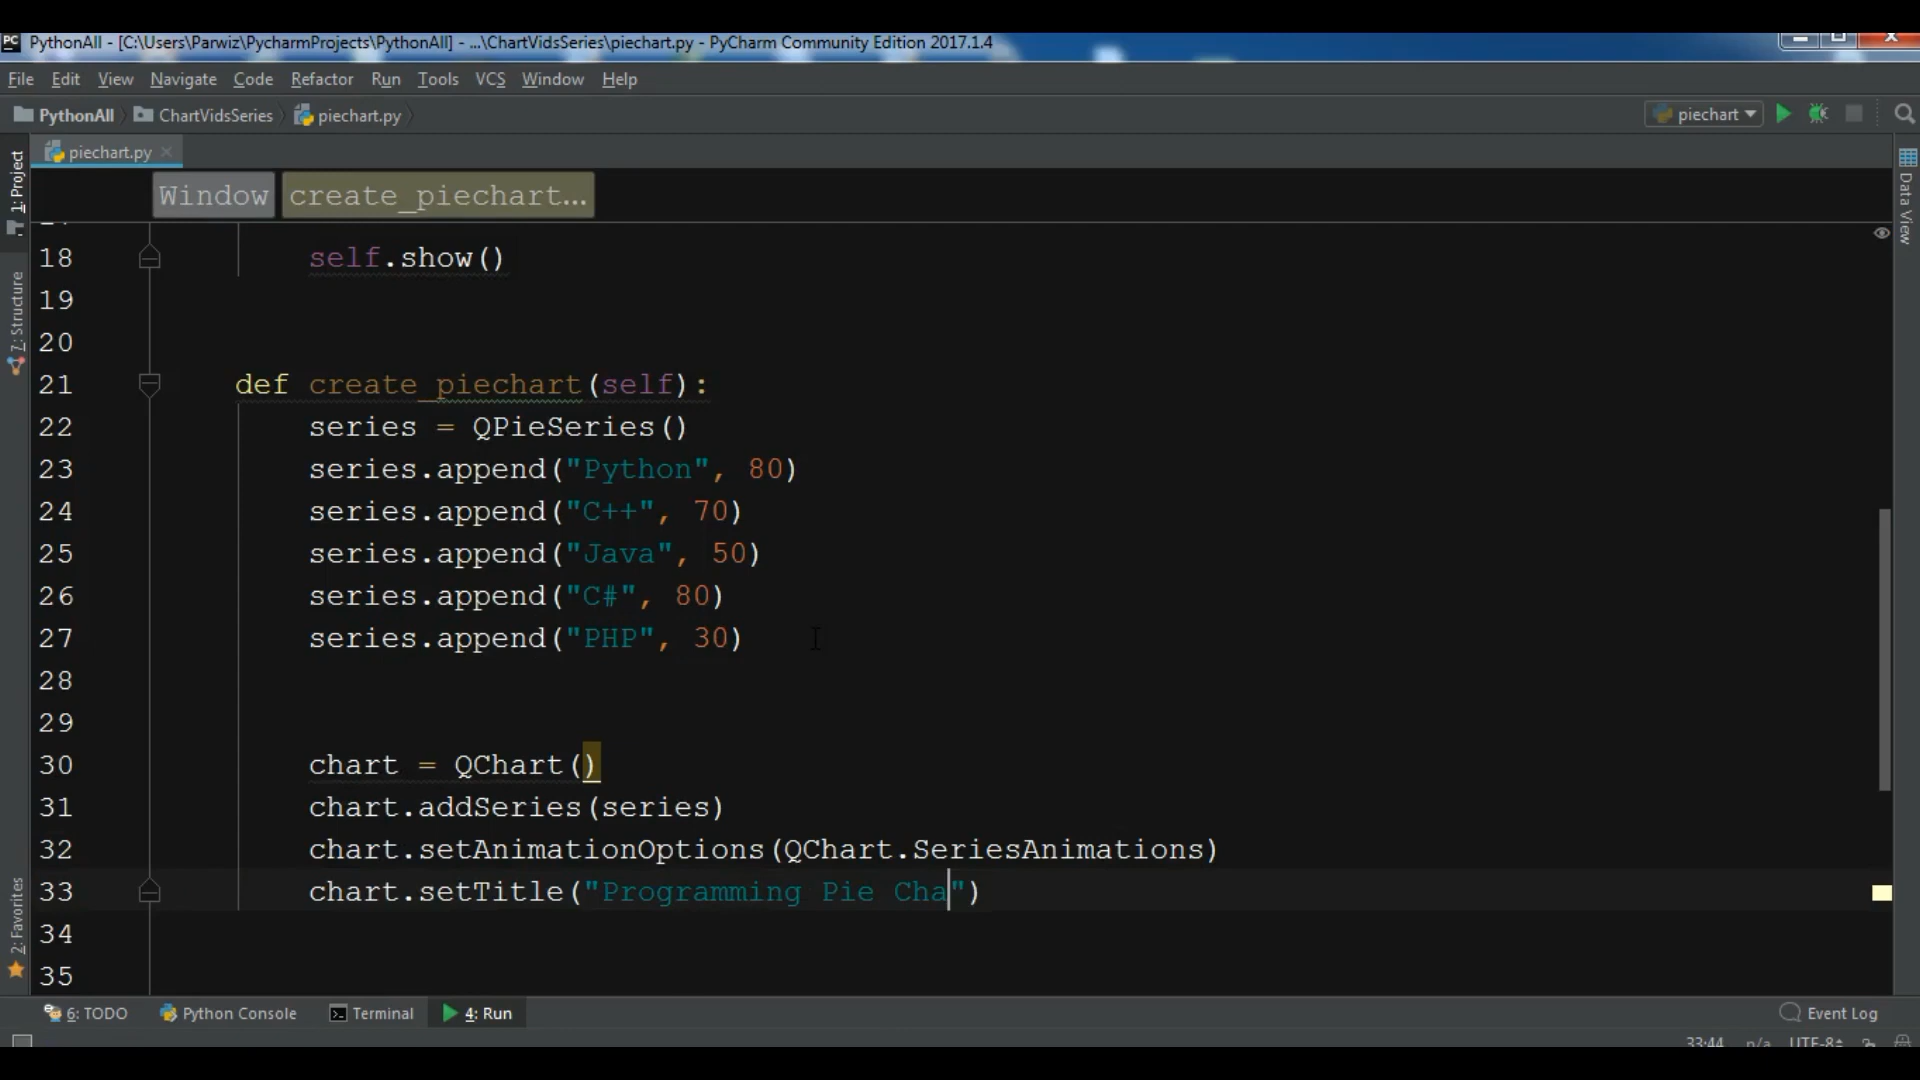 PythonAll - [C:\Users\Parwiz\PycharmProjects\PythonAll] - ...\ChartVidsSeries\piechart.py - PyCharm Community Edition 2017.1.4
File Edit View Navigate Code Refactor Run Tools VCS Window Help
PythonAll ChartVidsSeries piechart.py piechart
piechart.py
1: Project
7: Structure
2: Favorites
Data View
Window create_piechart...
18 self.show()
19
20
21 def create_piechart(self):
22 series = QPieSeries()
23 series.append("Python", 80)
24 series.append("C++", 70)
25 series.append("Java", 50)
26 series.append("C#", 80)
27 series.append("PHP", 30)
28
29
30 chart = QChart()
31 chart.addSeries(series)
32 chart.setAnimationOptions(QChart.SeriesAnimations)
33 chart.setTitle("Programming Pie Cha")
34
35
6: TODO Python Console Terminal 4: Run Event Log
33:44 n/a UTF-8